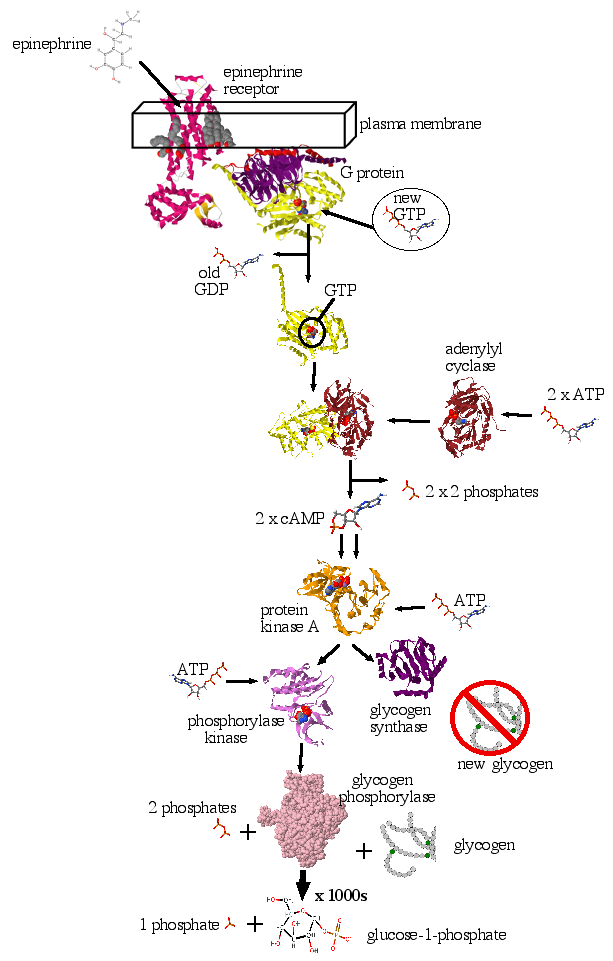 epinephrine
epinephrine
receptor
plasma membrane
G protein
new
GTP
old
GDP
GTP
adenylyl
cyclase
2 x ATP
2 x 2 phosphates
2 x cAMP
protein
kinase A
ATP
ATP
phosphorylase
kinase
glycogen
synthase
new glycogen
glycogen
phosphorylase
2 phosphates
+
+
glycogen
x 1000s
1 phosphate
+
glucose-1-phosphate